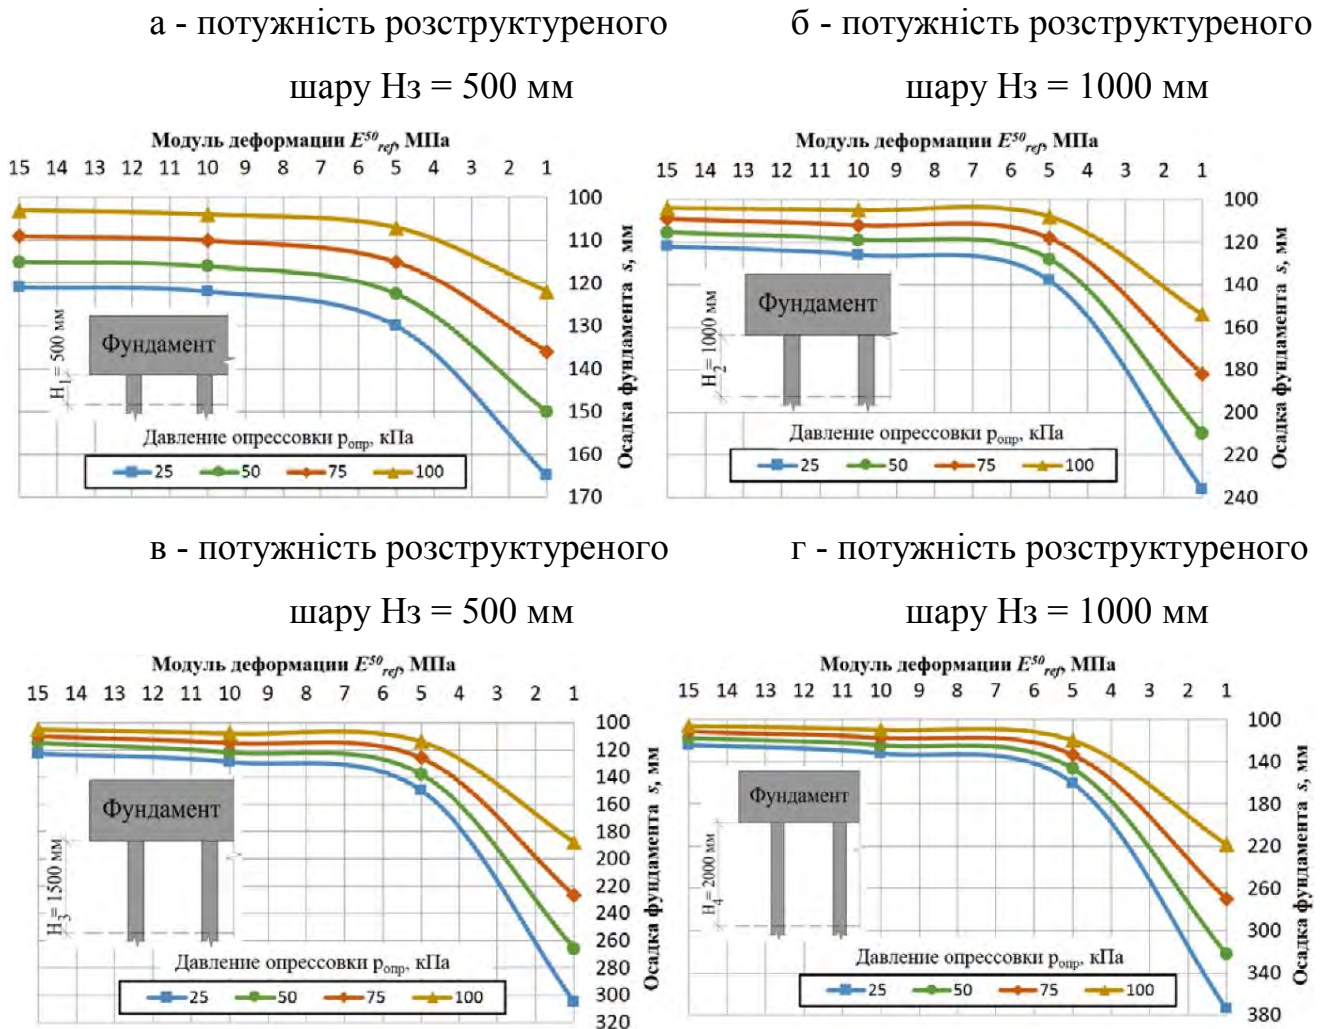 а - потужність розструктуреного
шару Нз = 500 мм
б - потужність розструктуреного
шару Нз = 1000 мм
Модуль деформации E⁵⁰ref, МПа
15 14 13 12 11 10 9 8 7 6 5 4 3 2 1
100
110
120
130
140
150
160
170
Осадка фундамента s, мм
Фундамент
H₁= 500 мм
Давление опрессовки pопр, кПа
25 50 75 100
Модуль деформации E⁵⁰ref, МПа
15 14 13 12 11 10 9 8 7 6 5 4 3 2 1
100
120
140
160
180
200
220
240
Осадка фундамента s, мм
Фундамент
H₂= 1000 мм
Давление опрессовки pопр, кПа
25 50 75 100
в - потужність розструктуреного
шару Нз = 500 мм
г - потужність розструктуреного
шару Нз = 1000 мм
Модуль деформации E⁵⁰ref, МПа
15 14 13 12 11 10 9 8 7 6 5 4 3 2 1
100
120
140
160
180
200
220
240
260
280
300
320
Осадка фундамента s, мм
Фундамент
H₃= 1500 мм
Давление опрессовки pопр, кПа
25 50 75 100
Модуль деформации E⁵⁰ref, МПа
15 14 13 12 11 10 9 8 7 6 5 4 3 2 1
100
140
180
220
260
300
340
380
Осадка фундамента s, мм
Фундамент
H₄= 2000 мм
Давление опрессовки pопр, кПа
25 50 75 100